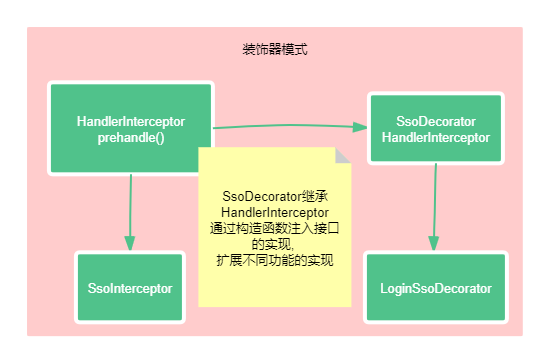 装饰器模式
HandlerInterceptor
prehandle()
SsoDecorator
HandlerInterceptor
SsoDecorator继承
HandlerInterceptor
通过构造函数注入接口
的实现,
扩展不同功能的实现
SsoInterceptor
LoginSsoDecorator